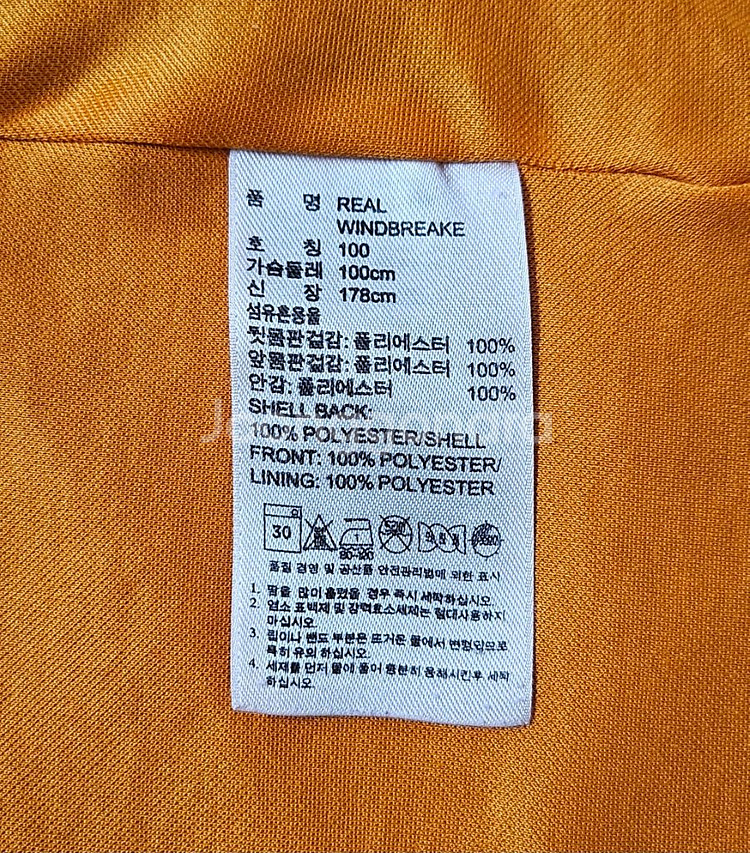 품 명 REAL
WINDBREAKE
호 칭 100
가슴둘레 100cm
신 장 178cm
섬유혼용율
뒷몸판겉감: 폴리에스터 100%
앞몸판겉감: 폴리에스터 100%
안감: 폴리에스터 100%
SHELL BACK:
100% POLYESTER/SHELL
FRONT: 100% POLYESTER/
LINING: 100% POLYESTER
30 80-120
품질 경영 및 공산품 안전관리법에 의한 표시
1. 땀을 많이 흘렸을 경우 즉시 세탁하십시오.
2. 염소 표백제 및 강력효소세제는 절대사용하지
마십시오.
3. 립이나 밴드 부분은 뜨거운 물에서 변형있으므로
특히 유의 하십시오.
4. 세제를 먼저 물에 풀어 충분히 용해시킨후 세탁
하십시오.